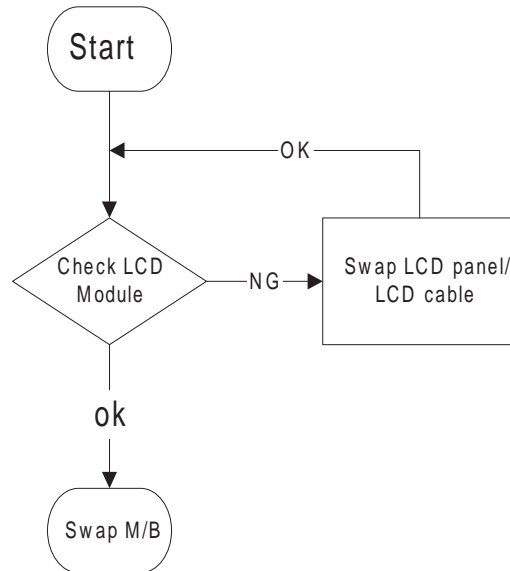 Start
OK
Check LCD
Module
NG
Swap LCD panel/
LCD cable
ok
Swap M/B